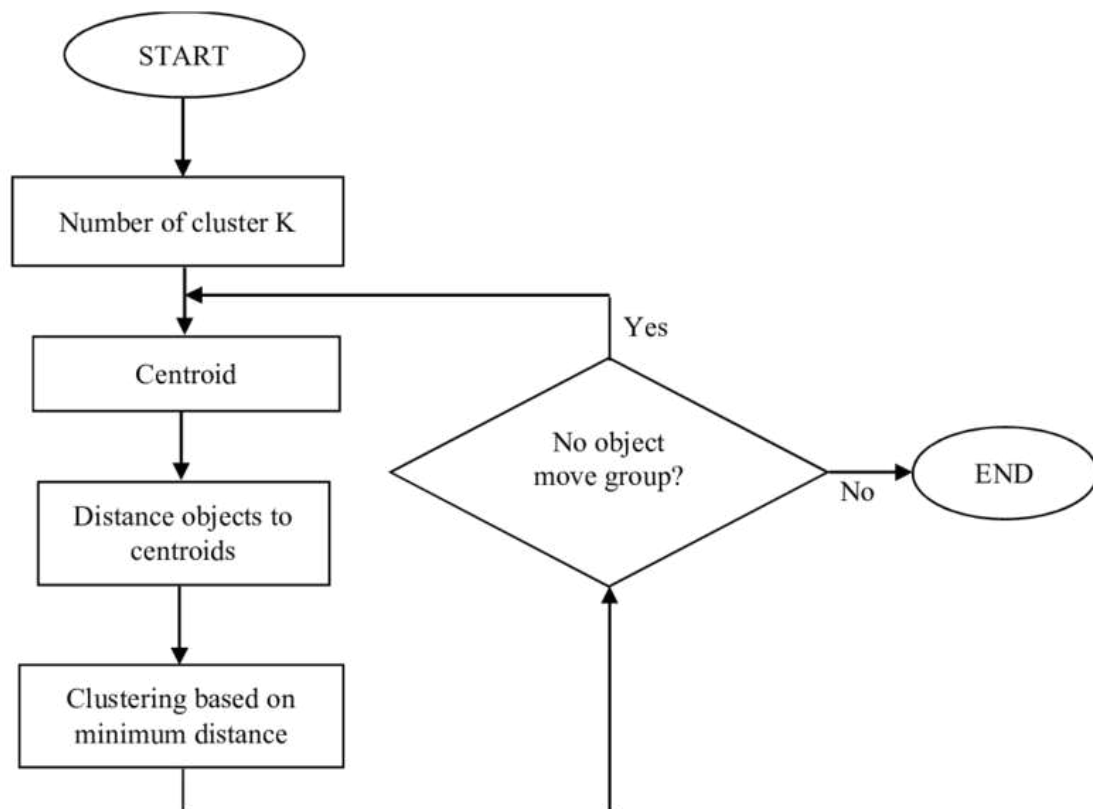 START
Number of cluster K
Centroid
Distance objects to
centroids
Clustering based on
minimum distance
Yes
No object
move group?
No
END